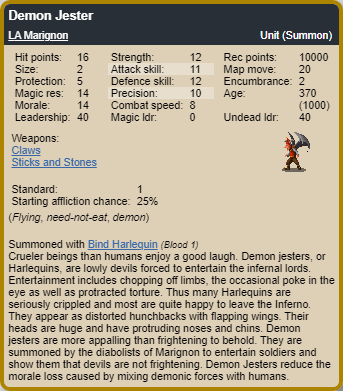 Demon Jester
LA Marignon Unit (Summon)
Hit points: 16 Strength: 12 Rec points: 10000
Size: 2 Attack skill: 11 Map move: 20
Protection: 5 Defence skill: 12 Encumbrance: 2
Magic res: 14 Precision: 10 Age: 370
Morale: 14 Combat speed: 8 (1000)
Leadership: 40 Magic ldr: 0 Undead ldr: 40
Weapons:
Claws
Sticks and Stones
Standard: 1
Starting affliction chance: 25%
(Flying, need-not-eat, demon)
Summoned with Bind Harlequin (Blood 1)
Crueler beings than humans enjoy a good laugh. Demon jesters, or
Harlequins, are lowly devils forced to entertain the infernal lords.
Entertainment includes chopping off limbs, the occasional poke in the
eye as well as protracted torture. Thus many Harlequins are
seriously crippled and most are quite happy to leave the Inferno.
They appear as distorted hunchbacks with flapping wings. Their
heads are huge and have protruding noses and chins. Demon
jesters are more appalling than frightening to behold. They are
summoned by the diabolists of Marignon to entertain soldiers and
show them that devils are not frightening. Demon Jesters reduce the
morale loss caused by mixing demonic forces with humans.